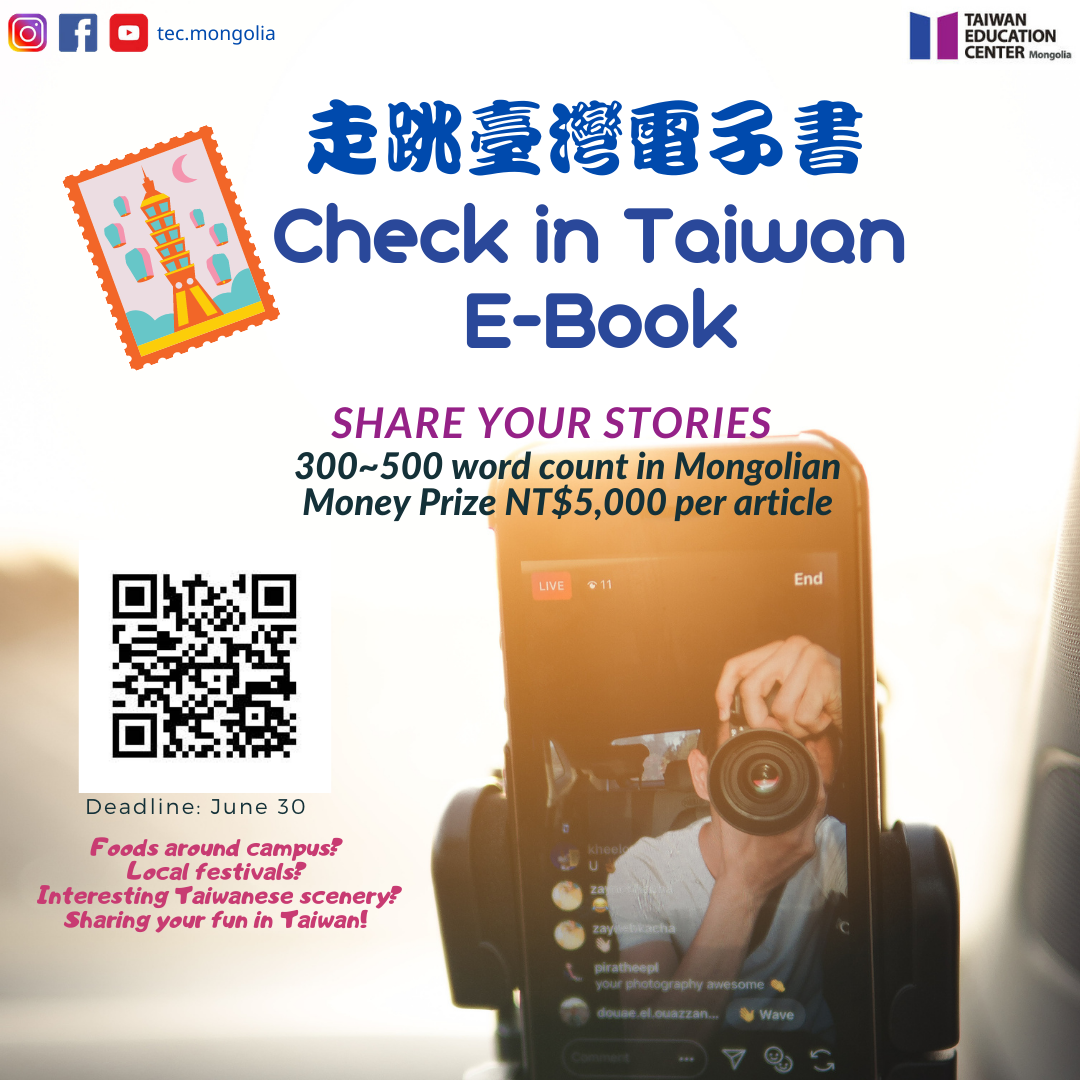 tec.mongolia
TAIWAN
EDUCATION
CENTER Mongolia
走跳臺灣電子書
Check in Taiwan
E-Book
SHARE YOUR STORIES
300~500 word count in Mongolian
Money Prize NT$5,000 per article
LIVE 11 End
Deadline: June 30
Foods around campus?
Local festivals?
Interesting Taiwanese scenery?
Sharing your fun in Taiwan!
U
piratheepl
your photography awesome 👏
douae.el.ouazzan...
👋 Wave
Comment